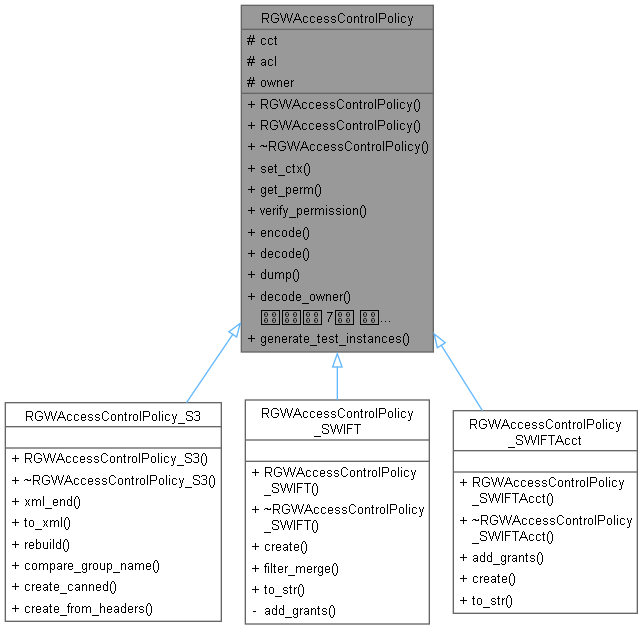 RGWAccessControlPolicy
# cct
# acl
# owner
+ RGWAccessControlPolicy()
+ RGWAccessControlPolicy()
+ ~RGWAccessControlPolicy()
+ set_ctx()
+ get_perm()
+ verify_permission()
+ encode()
+ decode()
+ dump()
+ decode_owner()
7 ...
+ generate_test_instances()
RGWAccessControlPolicy_S3
+ RGWAccessControlPolicy_S3()
+ ~RGWAccessControlPolicy_S3()
+ xml_end()
+ to_xml()
+ rebuild()
+ compare_group_name()
+ create_canned()
+ create_from_headers()
RGWAccessControlPolicy
_SWIFT
+ RGWAccessControlPolicy
_SWIFT()
+ ~RGWAccessControlPolicy
_SWIFT()
+ create()
+ filter_merge()
+ to_str()
- add_grants()
RGWAccessControlPolicy
_SWIFTAcct
+ RGWAccessControlPolicy
_SWIFTAcct()
+ ~RGWAccessControlPolicy
_SWIFTAcct()
+ add_grants()
+ create()
+ to_str()